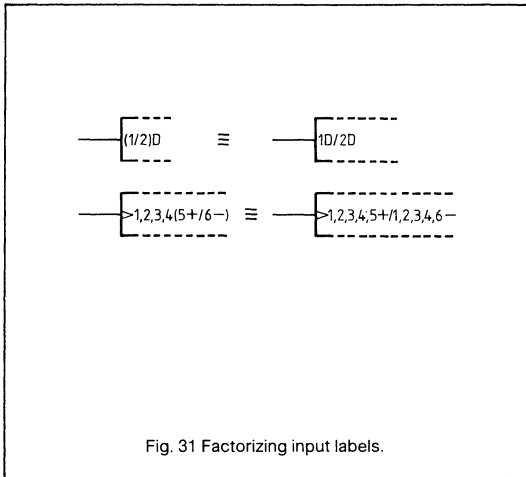 (1/2)D ≡ 1D/2D
>1,2,3,4(5+/6−) ≡ >1,2,3,4,5+/1,2,3,4,6−
Fig. 31 Factorizing input labels.